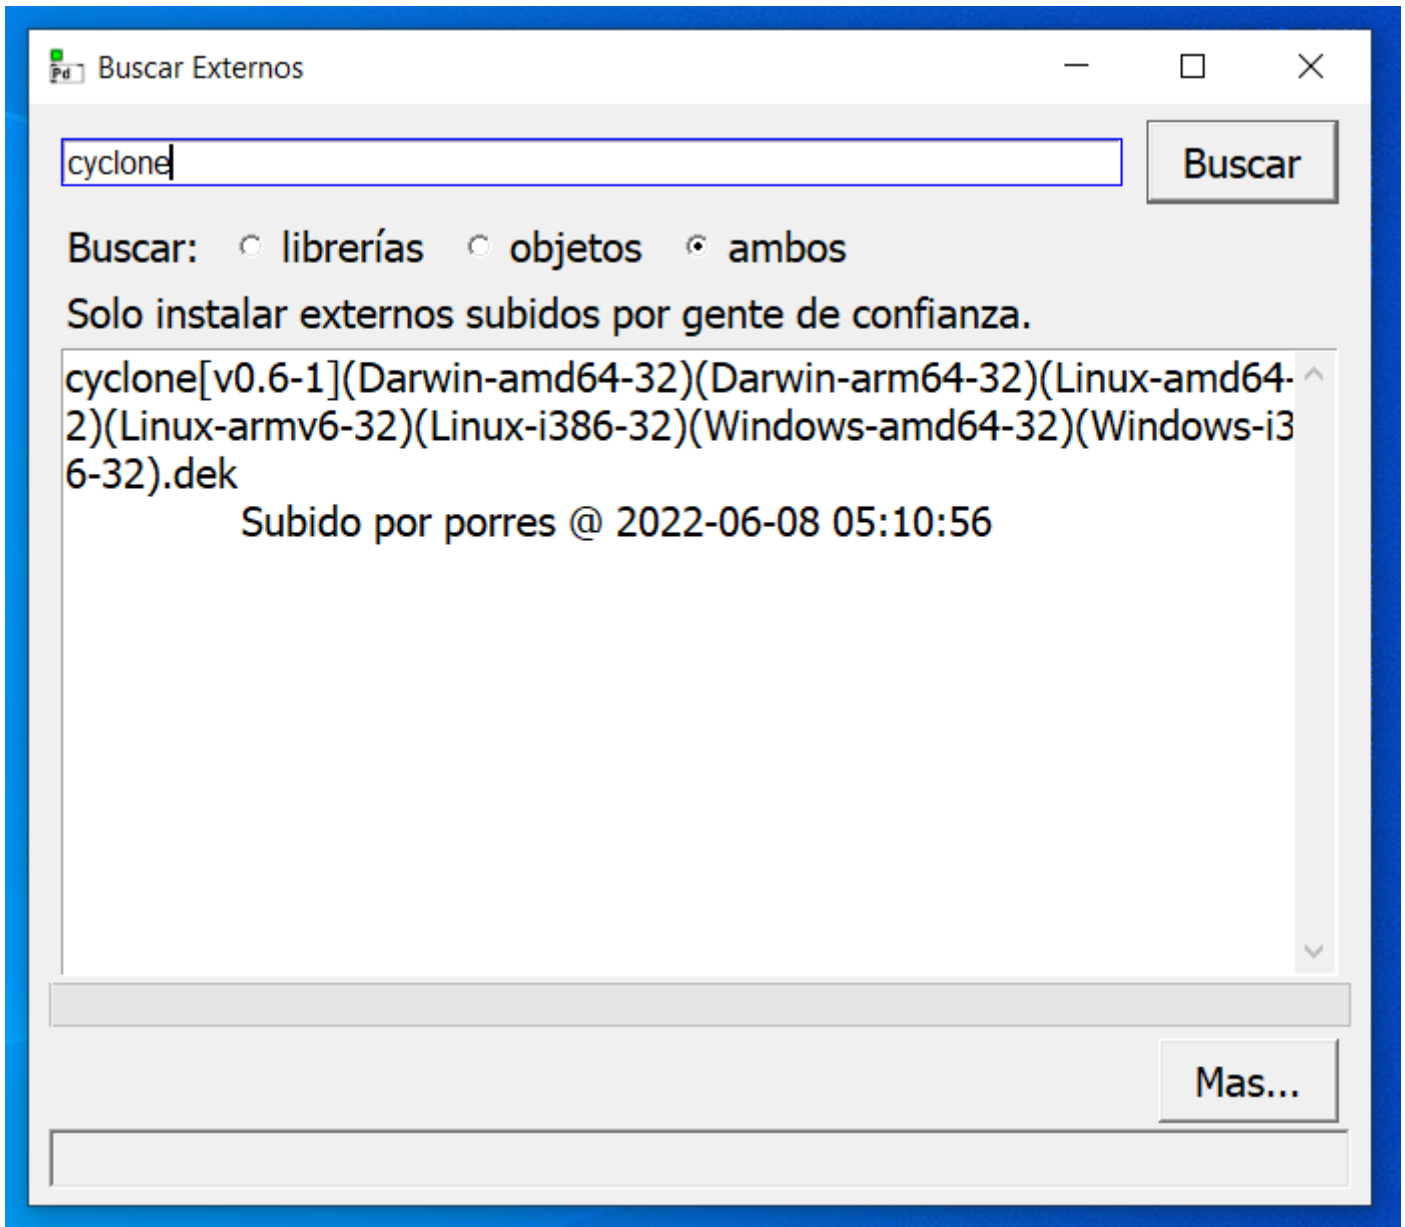 Pd Buscar Externos
cyclone
Buscar
Buscar: librerías objetos ambos
Solo instalar externos subidos por gente de confianza.
cyclone[v0.6-1](Darwin-amd64-32)(Darwin-arm64-32)(Linux-amd64-
2)(Linux-armv6-32)(Linux-i386-32)(Windows-amd64-32)(Windows-i3
6-32).dek
Subido por porres @ 2022-06-08 05:10:56
Mas...